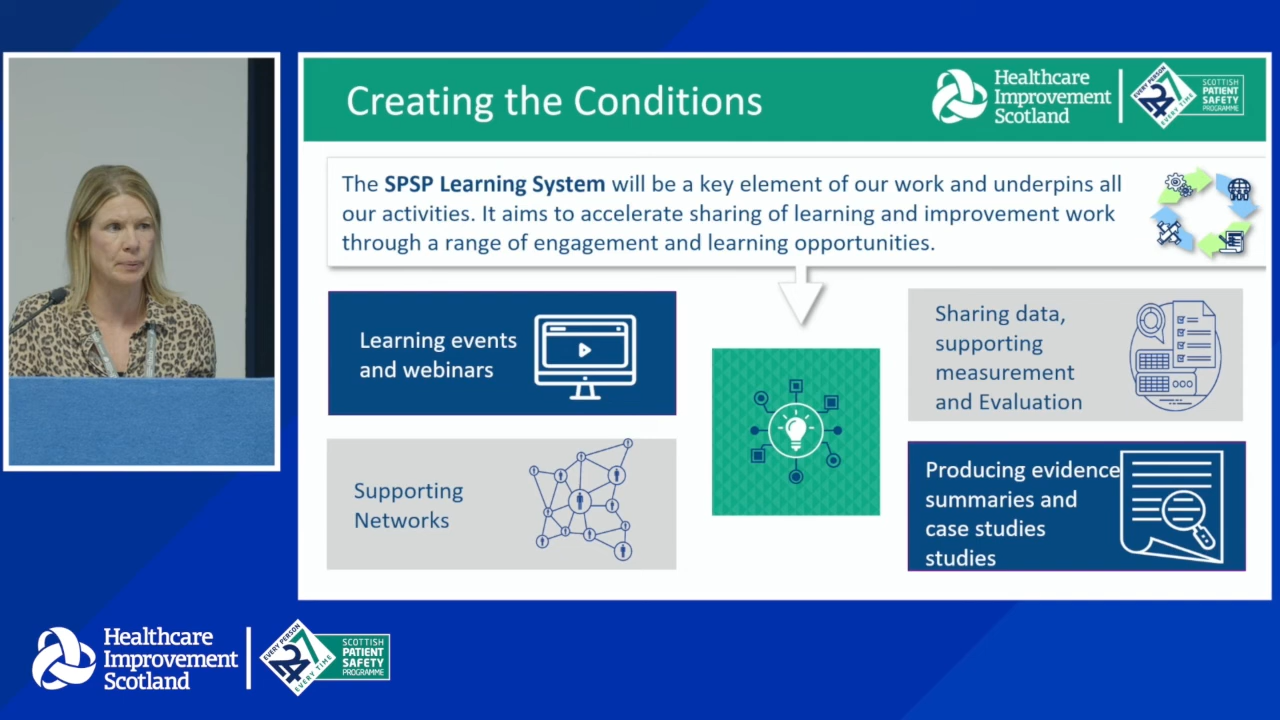 Creating the Conditions
Healthcare
Improvement
Scotland
EVERY PERSON
24
7
EVERY TIME
SCOTTISH
PATIENT
SAFETY
PROGRAMME
The SPSP Learning System will be a key element of our work and underpins all
our activities. It aims to accelerate sharing of learning and improvement work
through a range of engagement and learning opportunities.
Learning events
and webinars
Supporting
Networks
Sharing data,
supporting
measurement
and Evaluation
Producing evidence
summaries and
case studies
studies
Healthcare
Improvement
Scotland
EVERY PERSON
24
7
EVERY TIME
SCOTTISH
PATIENT
SAFETY
PROGRAMME